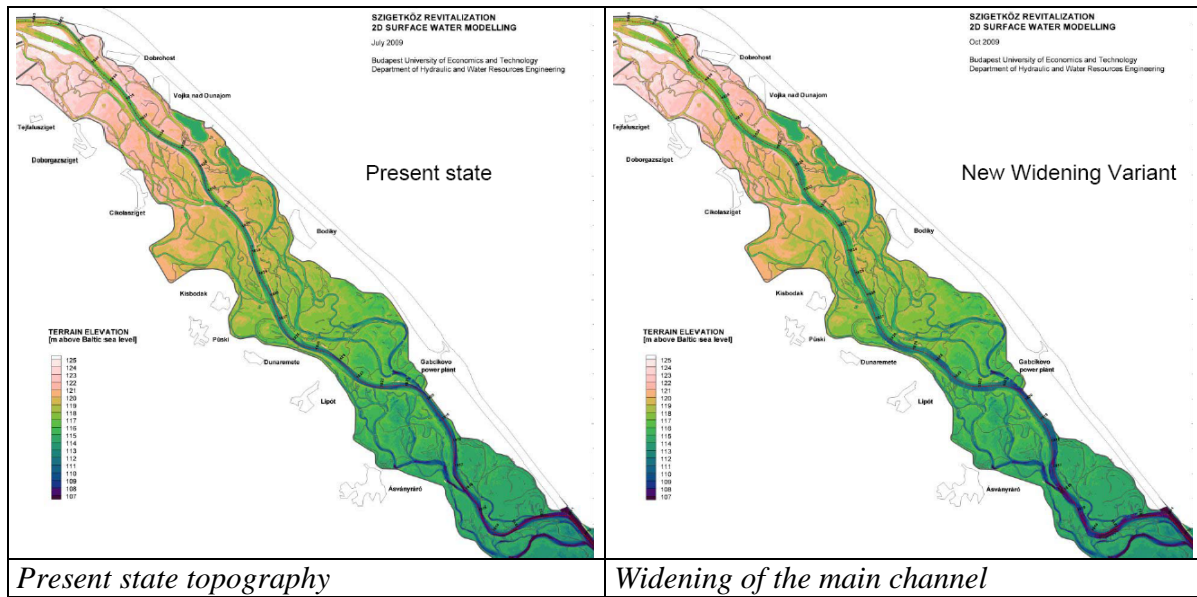 SZIGETKÖZ REVITALIZATION
2D SURFACE WATER MODELLING
July 2009
Budapest University of Economics and Technology
Department of Hydraulic and Water Resources Engineering
Dobrohost
Vojka nad Dunajom
Tejfalusziget
Doborgazsziget
Present state
Cikolasziget
Bodiky
Kisbodak
Püski
TERRAIN ELEVATION
[m above Baltic sea level]
Dunaremete
Gabcikovo
power plant
125
124
123
122
121
120
119
118
117
116
115
114
113
112
111
110
109
108
107
Lipót
Ásványráró
Present state topography
SZIGETKÖZ REVITALIZATION
2D SURFACE WATER MODELLING
Oct 2009
Budapest University of Economics and Technology
Department of Hydraulic and Water Resources Engineering
Dobrohost
Vojka nad Dunajom
Tejfalusziget
Doborgazsziget
New Widening Variant
Cikolasziget
Bodiky
Kisbodak
Püski
TERRAIN ELEVATION
[m above Baltic sea level]
Dunaremete
Gabcikovo
power plant
125
124
123
122
121
120
119
118
117
116
115
114
113
112
111
110
109
108
107
Lipót
Ásványráró
Widening of the main channel